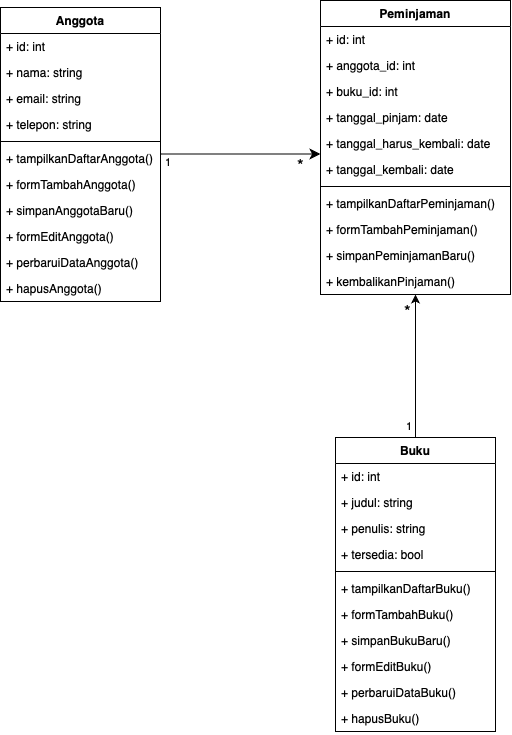 Anggota
+ id: int
+ nama: string
+ email: string
+ telepon: string
+ tampilkanDaftarAnggota()
+ formTambahAnggota()
+ simpanAnggotaBaru()
+ formEditAnggota()
+ perbaruiDataAnggota()
+ hapusAnggota()
1
*
Peminjaman
+ id: int
+ anggota_id: int
+ buku_id: int
+ tanggal_pinjam: date
+ tanggal_harus_kembali: date
+ tanggal_kembali: date
+ tampilkanDaftarPeminjaman()
+ formTambahPeminjaman()
+ simpanPeminjamanBaru()
+ kembalikanPinjaman()
*
1
Buku
+ id: int
+ judul: string
+ penulis: string
+ tersedia: bool
+ tampilkanDaftarBuku()
+ formTambahBuku()
+ simpanBukuBaru()
+ formEditBuku()
+ perbaruiDataBuku()
+ hapusBuku()